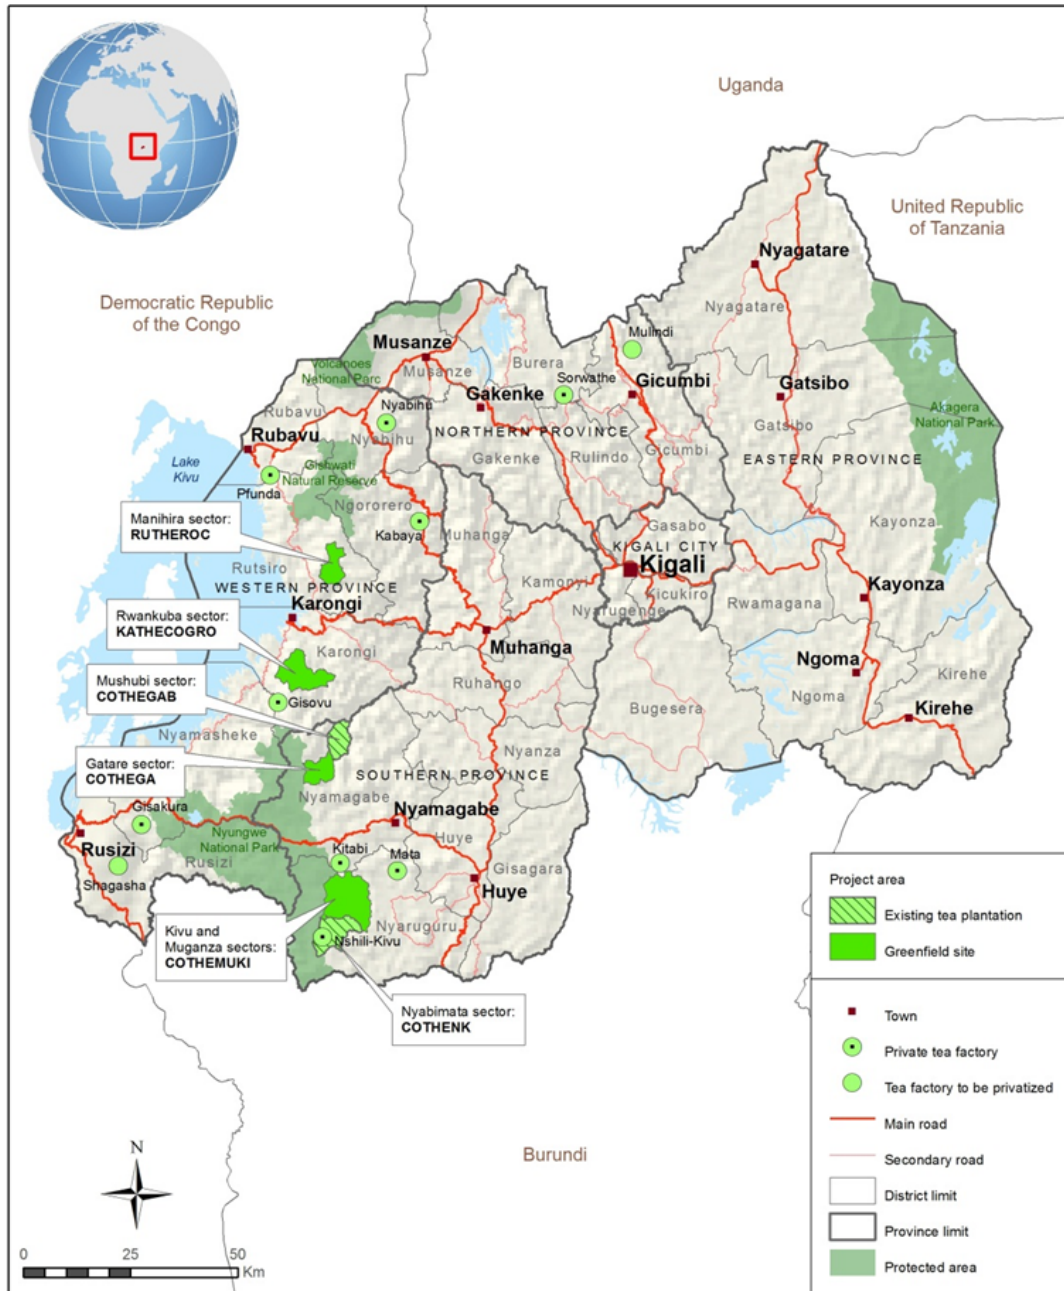 Uganda
United Republic
of Tanzania
Democratic Republic
of the Congo
Nyagatare
Nyagatare
Mulindi
Musanze
Burera
Volcanoes
National Parc
Musanze
Sorwathe
Gicumbi
Gatsibo
Gakenke
Akagera
National Park
Rubavu
Nyabihu
Gatsibo
Rubavu
NORTHERN PROVINCE
Nyabihu
Gicumbi
EASTERN PROVINCE
Lake
Kivu
Gishwati
Natural Reserve
Gakenke
Rulindo
Pfunda
Ngororero
Manihira sector:
RUTHEROC
Kabaya
Muhanga
Gasabo
Kayonza
KIGALI CITY
Kigali
Rutsiro
WESTERN PROVINCE
Kamonyi
Kicukiro
Nyarugenge
Rwamagana
Kayonza
Karongi
Rwankuba sector:
KATHECOGRO
Karongi
Muhanga
Ngoma
Kirehe
Mushubi sector:
COTHEGAB
Ruhango
Ngoma
Gisovu
Bugesera
Kirehe
Nyamasheke
Nyanza
Gatare sector:
COTHEGA
SOUTHERN PROVINCE
Nyamagabe
Gisakura
Nyamagabe
Nyungwe
National Park
Huye
Rusizi
Kitabi
Mata
Rusizi
Gisagara
Shagasha
Huye
Kivu and
Muganza sectors:
COTHEMUKI
Nyaruguru
Nshili-Kivu
Nyabimata sector:
COTHENK
Burundi
N
0 25 50
Km
Project area
Existing tea plantation
Greenfield site
Town
Private tea factory
Tea factory to be privatized
Main road
Secondary road
District limit
Province limit
Protected area